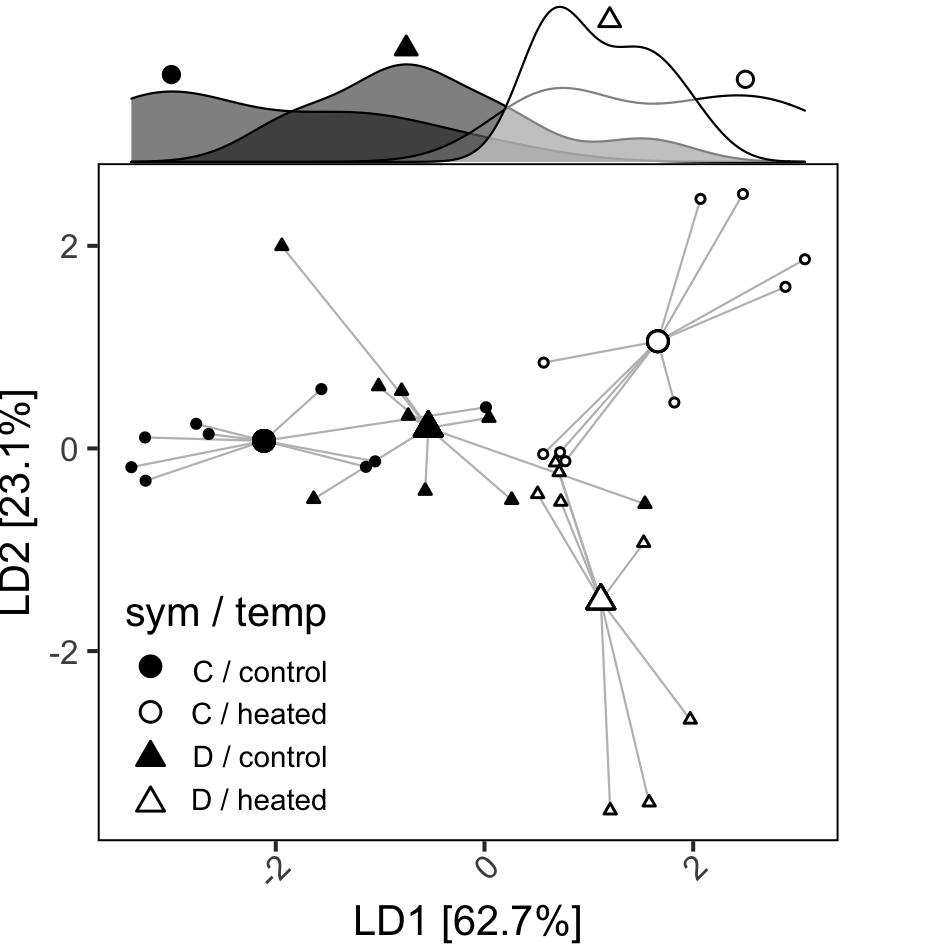 2
0
-2
LD2 [23.1%]
sym / temp
C / control
C / heated
D / control
D / heated
-2
0
2
LD1 [62.7%]